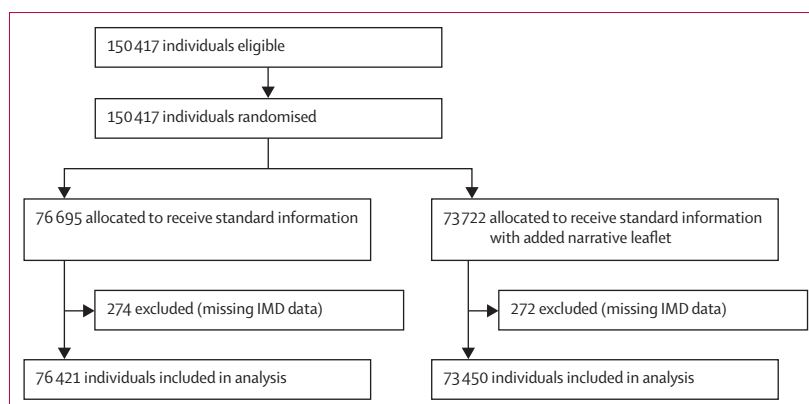 150 417 individuals eligible
150 417 individuals randomised
76 695 allocated to receive standard information
73 722 allocated to receive standard information
with added narrative leaflet
274 excluded (missing IMD data)
272 excluded (missing IMD data)
76 421 individuals included in analysis
73 450 individuals included in analysis